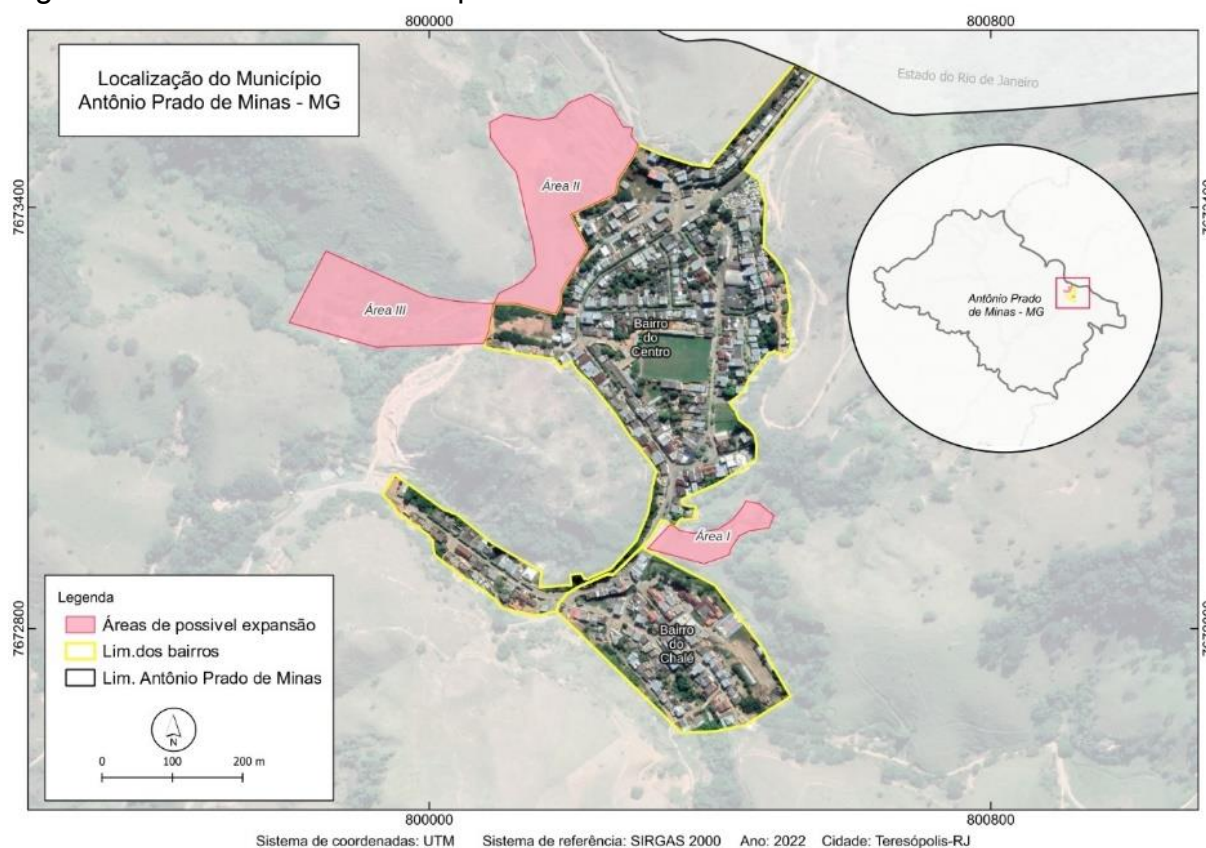 800000
800800
Localização do Município
Antônio Prado de Minas - MG
Estado do Rio de Janeiro
7673400
7673400
Área II
Área III
Antônio Prado
de Minas - MG
Bairro
do
Centro
Área I
Legenda
Áreas de possivel expansão
Lim.dos bairros
Lim. Antônio Prado de Minas
N
0 100 200 m
Bairro
do
Chalé
7672800
7672800
800000
800800
Sistema de coordenadas: UTM Sistema de referência: SIRGAS 2000 Ano: 2022 Cidade: Teresópolis-RJ